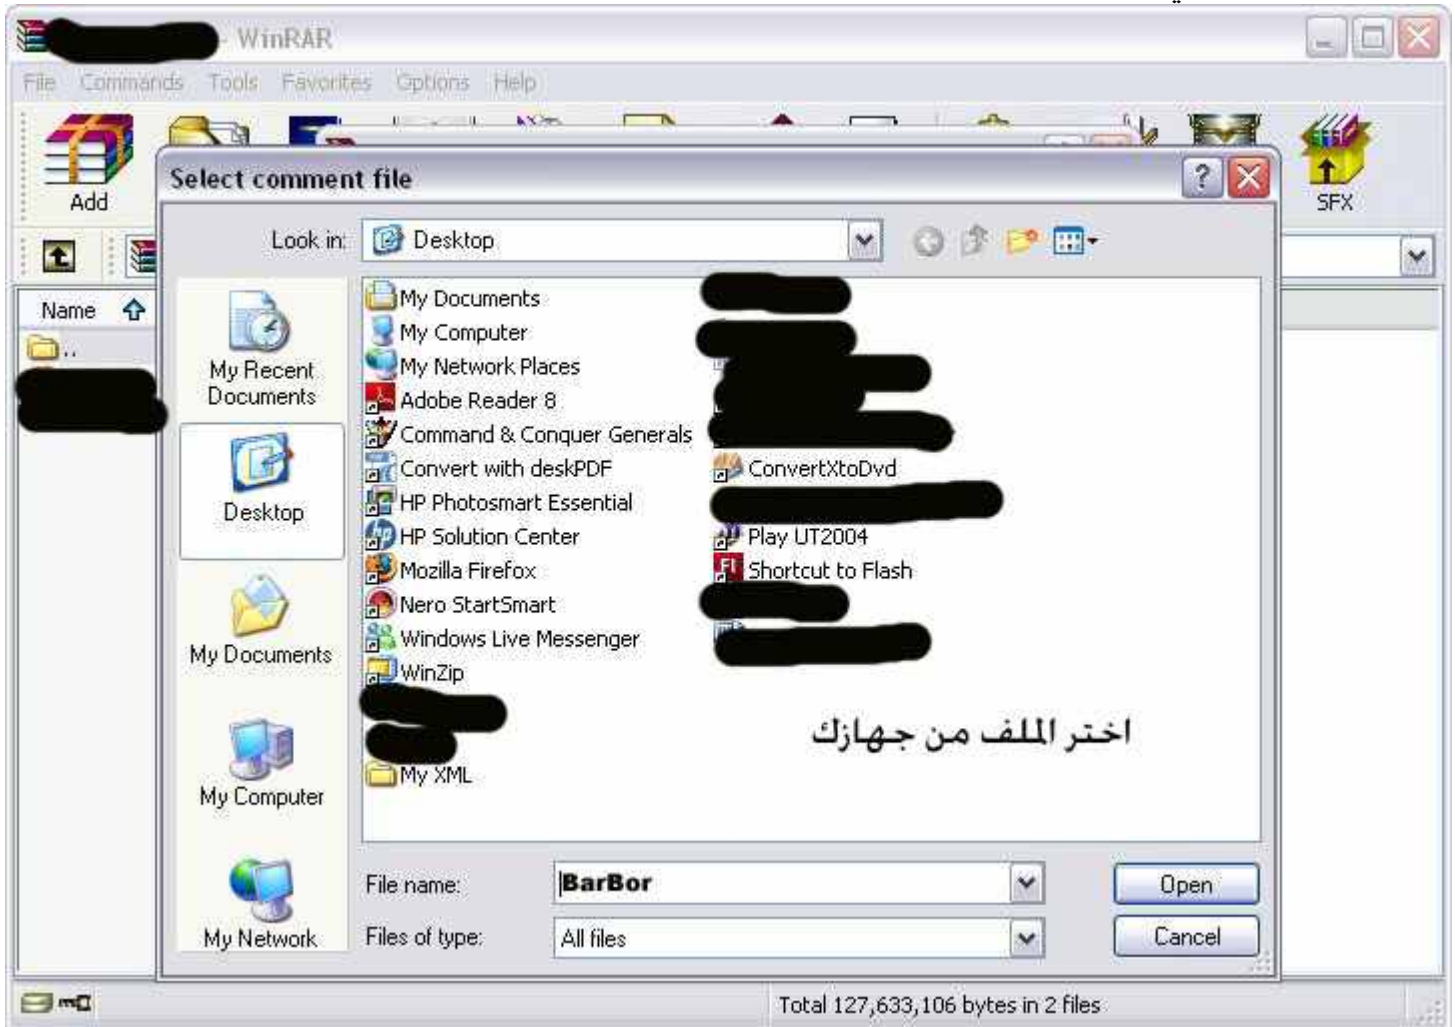 - WinRAR
File Commands Tools Favorites Options Help
Add
SFX
Select comment file
Look in: Desktop
Name
..
My Recent Documents
Desktop
My Documents
My Computer
My Network
My Documents
My Computer
My Network Places
Adobe Reader 8
Command & Conquer Generals
Convert with deskPDF
HP Photosmart Essential
HP Solution Center
Mozilla Firefox
Nero StartSmart
Windows Live Messenger
WinZip
My XML
ConvertXtoDvd
Play UT2004
Shortcut to Flash
اختر الملف من جهازك
File name: BarBor
Open
Files of type: All files
Cancel
Total 127,633,106 bytes in 2 files